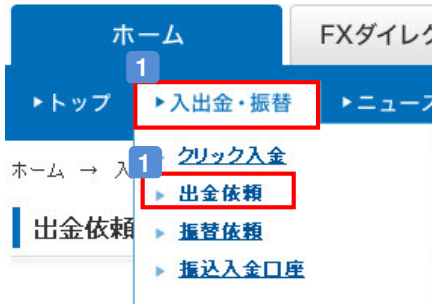 ホーム FXダイレク
1
トップ 入出金・振替 ニュース
クリック入金
ホーム → 入
1
出金依頼
出金依頼
振替依頼
振込入金口座